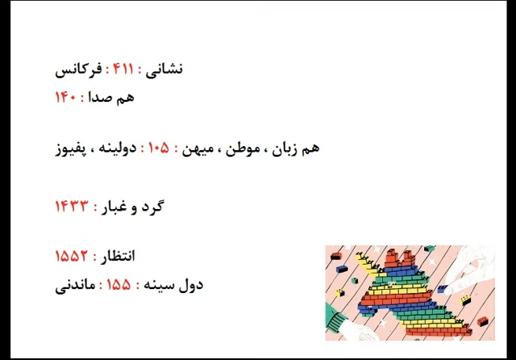 نشانی : ۴۱۱ : فرکانس
هم صدا : ۱۴۰
هم زبان ، موطن ، میهن : ۱۰۵ : دولینه ، پفیوز
گرد و غبار : ۱۴۳۳
انتظار : ۱۵۵۲
دول سینه : ۱۵۵ : ماندنی